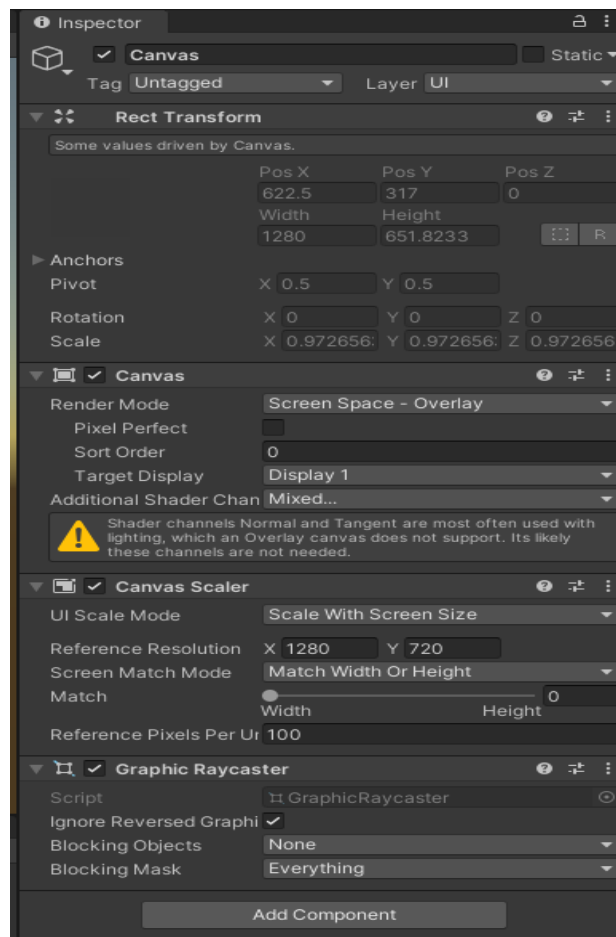 Inspector
Canvas Static
Tag Untagged Layer UI
Rect Transform
Some values driven by Canvas.
Pos X Pos Y Pos Z
622.5 317 0
Width Height
1280 651.8233
R
Anchors
Pivot X 0.5 Y 0.5
Rotation X 0 Y 0 Z 0
Scale X 0.972656 Y 0.972656 Z 0.972656
Canvas
Render Mode Screen Space - Overlay
Pixel Perfect
Sort Order 0
Target Display Display 1
Additional Shader Chan Mixed...
Shader channels Normal and Tangent are most often used with
lighting, which an Overlay canvas does not support. Its likely
these channels are not needed.
Canvas Scaler
UI Scale Mode Scale With Screen Size
Reference Resolution X 1280 Y 720
Screen Match Mode Match Width Or Height
Match 0
Width Height
Reference Pixels Per Ur 100
Graphic Raycaster
Script GraphicRaycaster
Ignore Reversed Graphi
Blocking Objects None
Blocking Mask Everything
Add Component